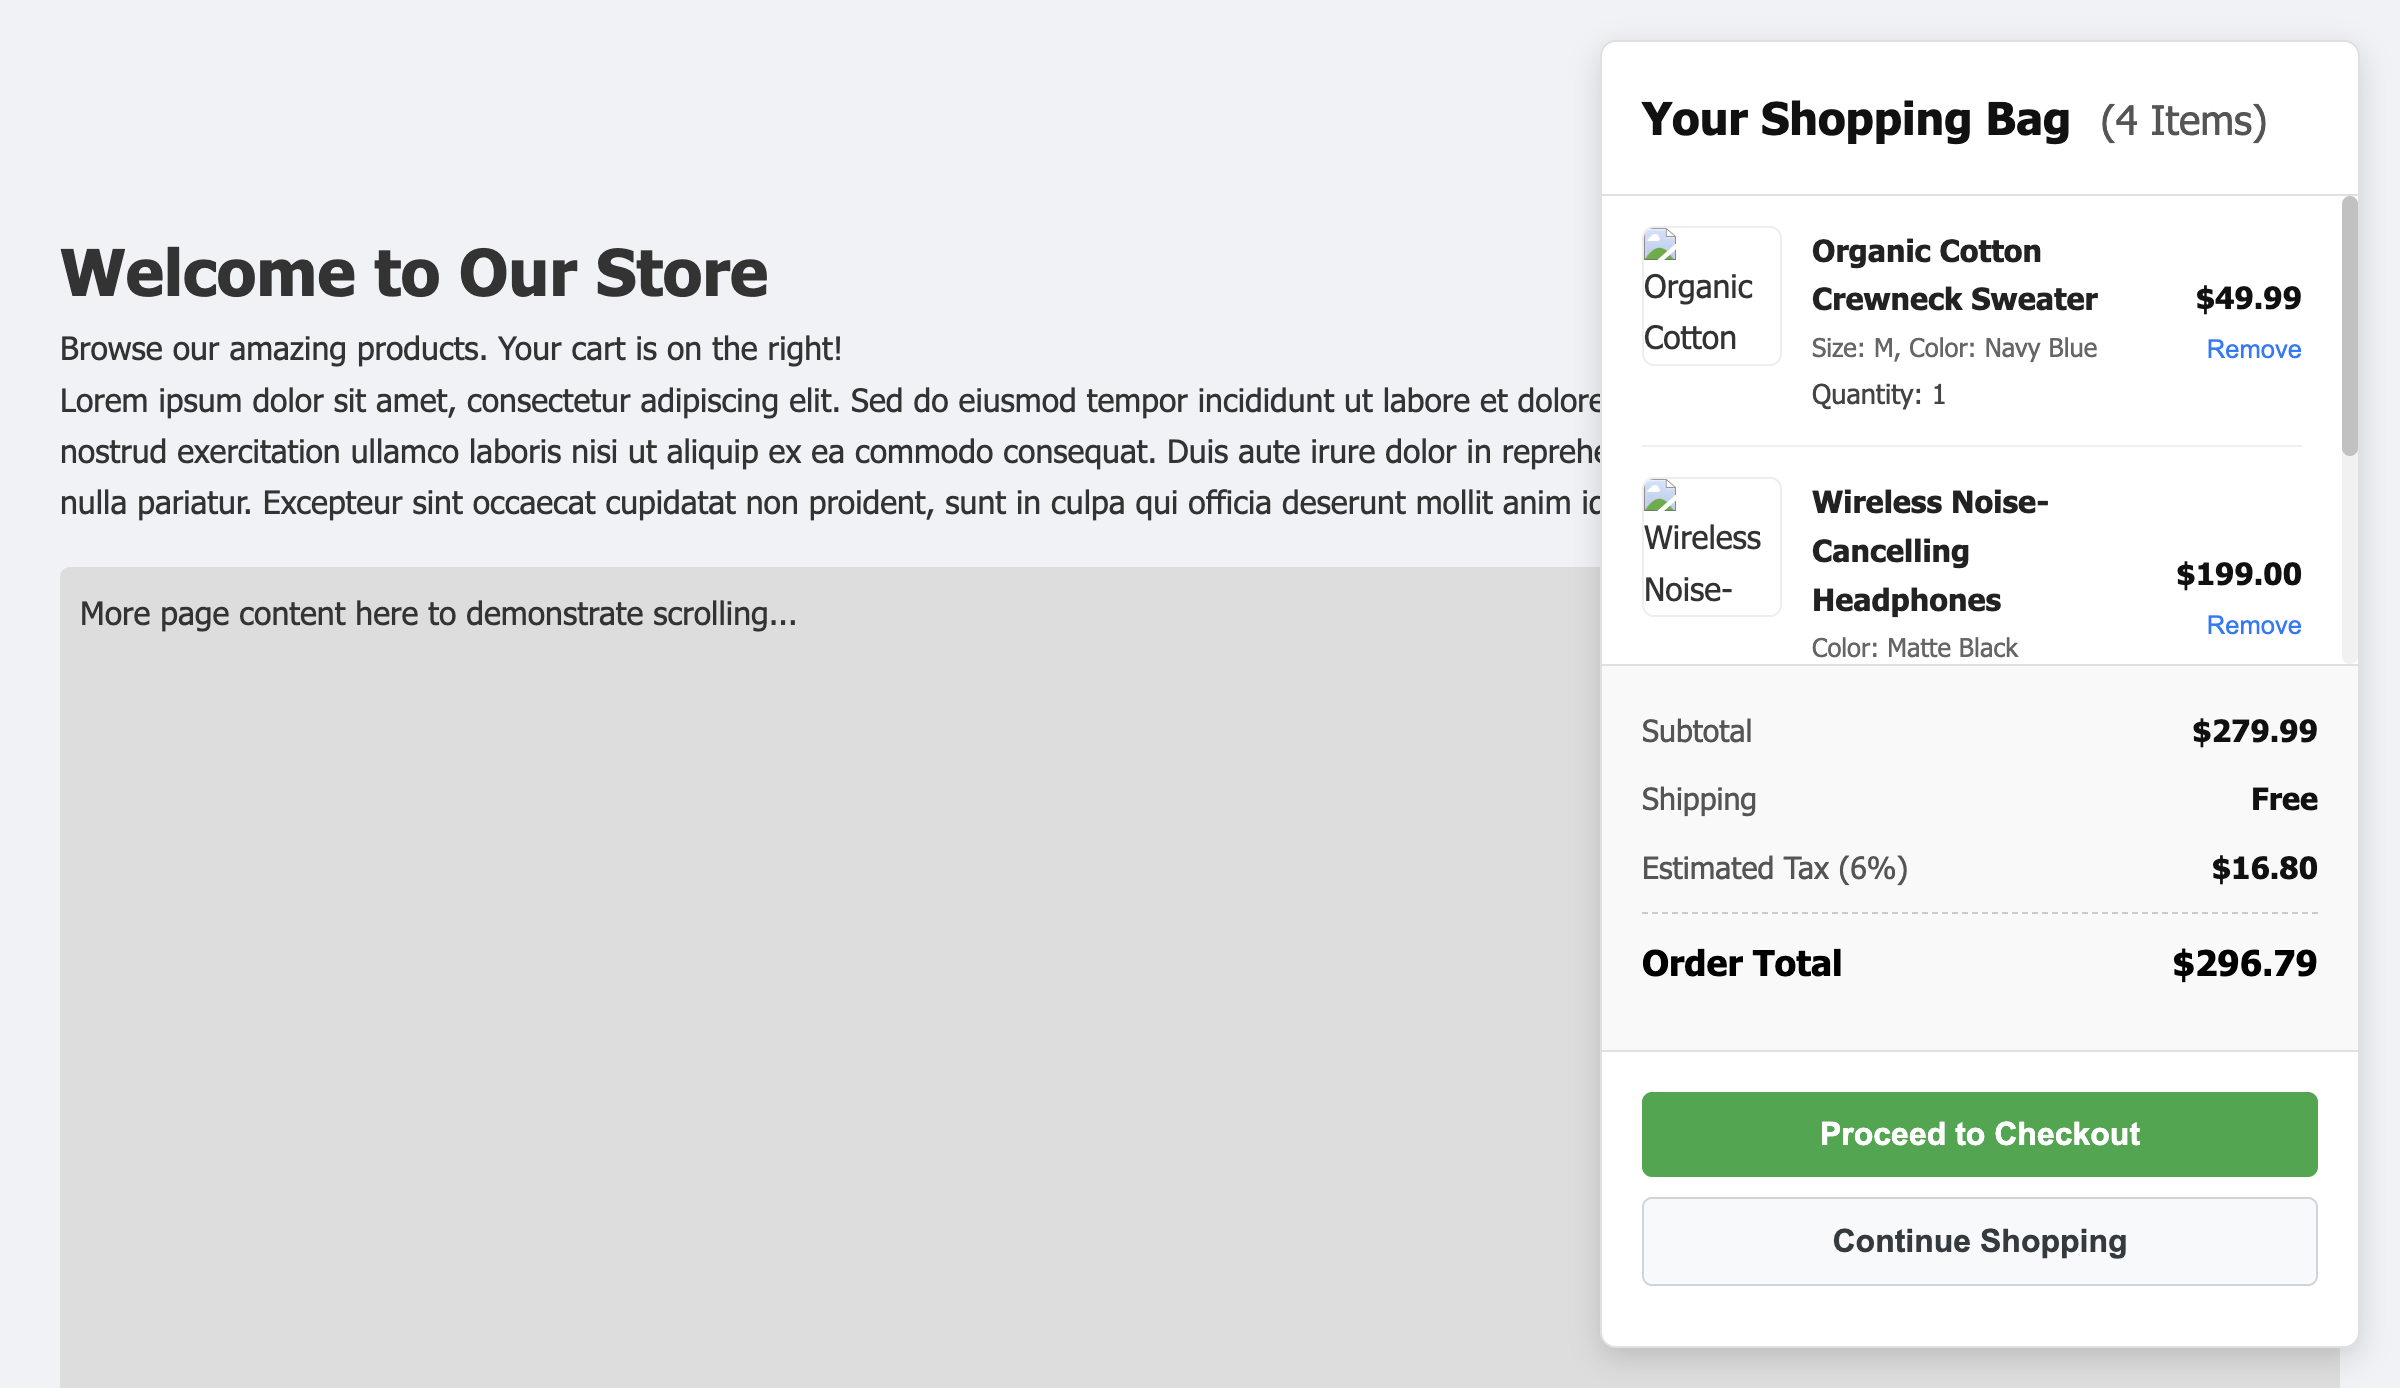 Welcome to Our Store
Browse our amazing products. Your cart is on the right!
Lorem ipsum dolor sit amet, consectetur adipiscing elit. Sed do eiusmod tempor incididunt ut labore et dolore
nostrud exercitation ullamco laboris nisi ut aliquip ex ea commodo consequat. Duis aute irure dolor in
nulla pariatur. Excepteur sint occaecat cupidatat non proident, sunt in culpa qui officia deserunt mollit anim
More page content here to demonstrate scrolling...
Your Shopping Bag (4 Items)
Organic
Cotton
Organic Cotton
Crewneck Sweater
Size: M, Color: Navy Blue
Quantity: 1
$49.99
Remove
Wireless
Noise-
Wireless Noise-
Cancelling
Headphones
Color: Matte Black
$199.00
Remove
Subtotal $279.99
Shipping Free
Estimated Tax (6%) $16.80
Order Total $296.79
Proceed to Checkout
Continue Shopping